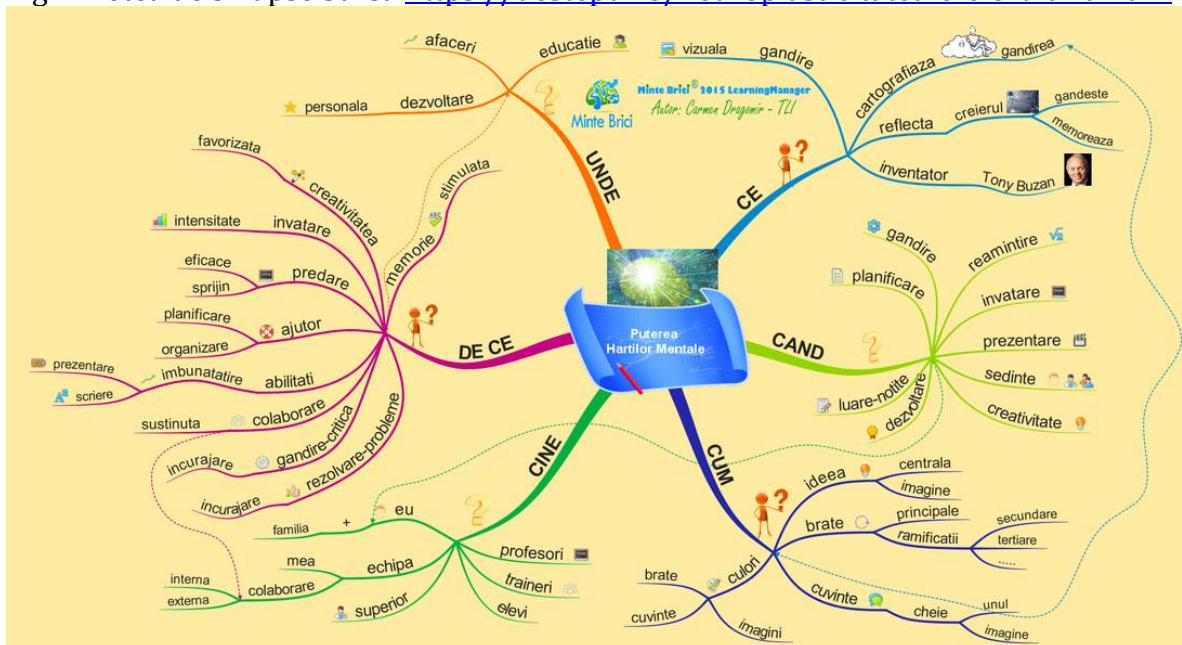 afaceri
educatie
personala
dezvoltare
UNDE
Minte Brici
Minte Brici® 2015 LearningManager
Autor: Carmen Dragomir - TLI
vizuala
gandire
cartografiaza
gandirea
reflecta
creierul
gandeste
memoreaza
inventator
Tony Buzan
CE
favorizata
creativitatea
memorie
stimulata
intensitate
invatare
eficace
sprijin
predare
planificare
organizare
ajutor
prezentare
scriere
imbunatatire
abilitati
sustinuta
colaborare
incurajare
gandire-critica
incurajare
rezolvare-probleme
DE CE
Puterea
Hartilor Mentale
CAND
gandire
planificare
luare-notite
dezvoltare
reamintire
√2
invatare
prezentare
sedinte
creativitate
CINE
familia
+
eu
mea
echipa
interna
externa
colaborare
superior
profesori
traineri
elevi
CUM
ideea
centrala
imagine
brate
principale
ramificatii
secundare
tertiare
.....
culori
brate
cuvinte
imagini
cuvinte
cheie
unul
imagine